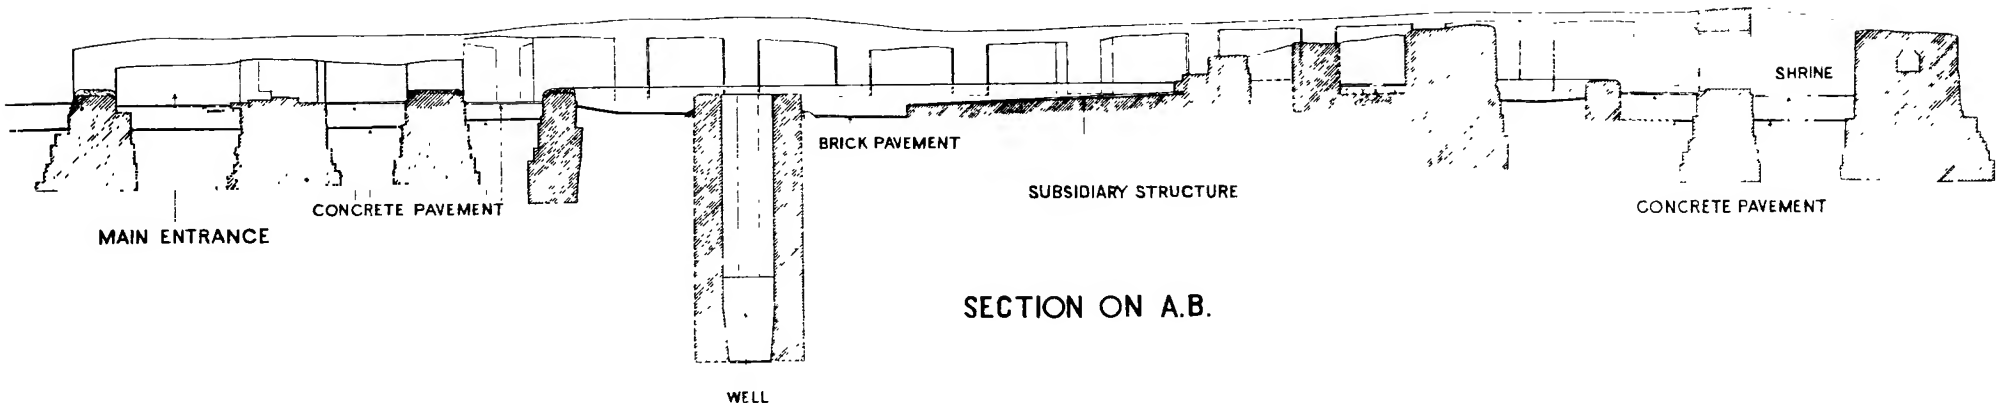 SHRINE
BRICK PAVEMENT
SUBSIDIARY STRUCTURE
CONCRETE PAVEMENT
CONCRETE PAVEMENT
MAIN ENTRANCE
SECTION ON A.B.
WELL